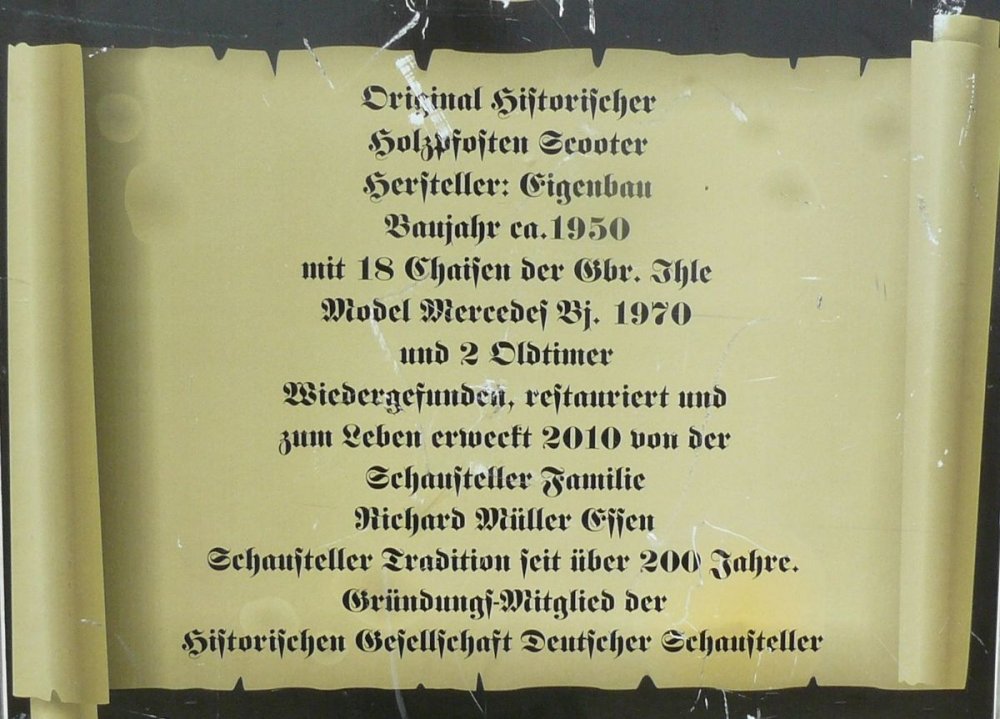 Original Hiſtoriſcher
Holzpfoſten Scooter
Herſteller: Eigenbau
Baujahr ca.1950
mit 18 Chaiſen der Gbr. Ihle
Model Mercedeſ Bj. 1970
und 2 Oldtimer
Wiedergefunden, reſtauriert und
zum Leben erweckt 2010 von der
Schauſteller Familie
Richard Müller Eſſen
Schauſteller Tradition ſeit über 200 Jahre.
Gründungſ-Mitglied der
Hiſtoriſchen Geſellſchaft Deutſcher Schauſteller